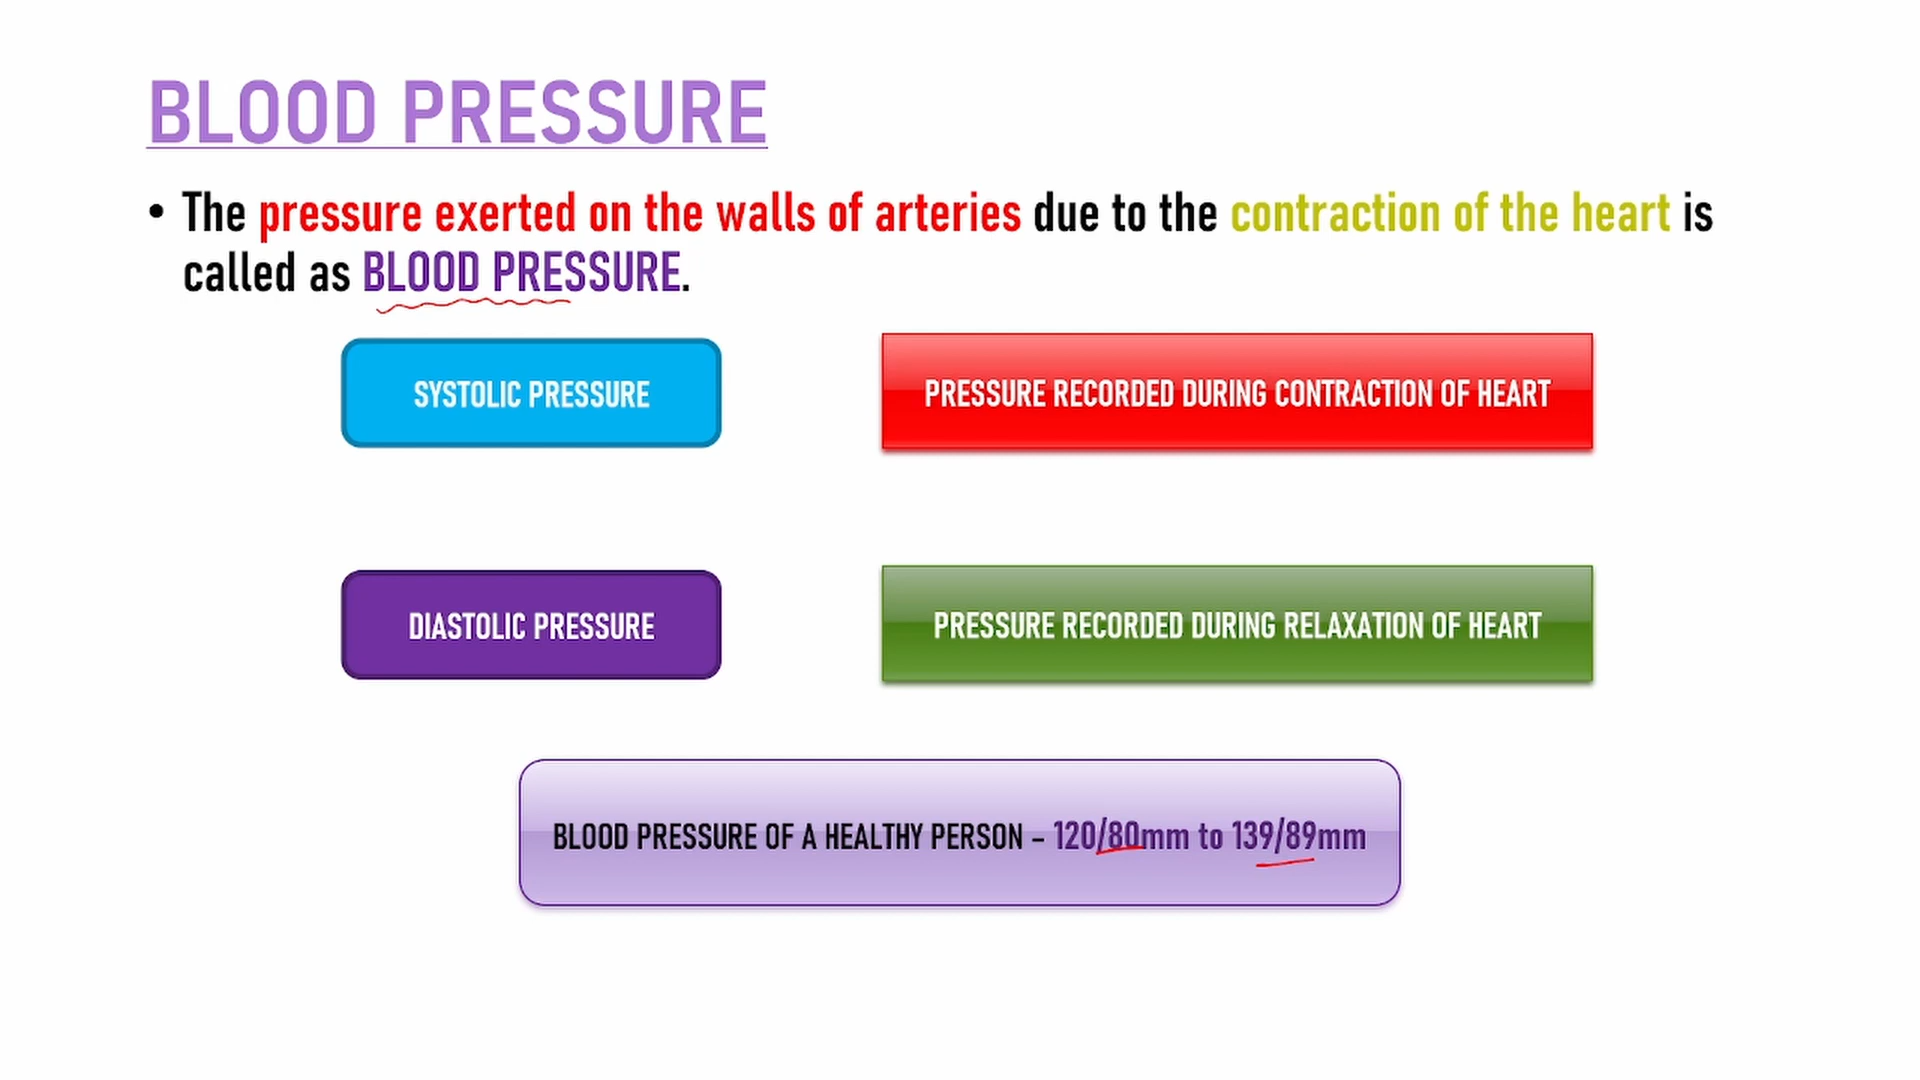 BLOOD PRESSURE
• The pressure exerted on the walls of arteries due to the contraction of the heart is
called as BLOOD PRESSURE.
SYSTOLIC PRESSURE
PRESSURE RECORDED DURING CONTRACTION OF HEART
DIASTOLIC PRESSURE
PRESSURE RECORDED DURING RELAXATION OF HEART
BLOOD PRESSURE OF A HEALTHY PERSON – 120/80mm to 139/89mm